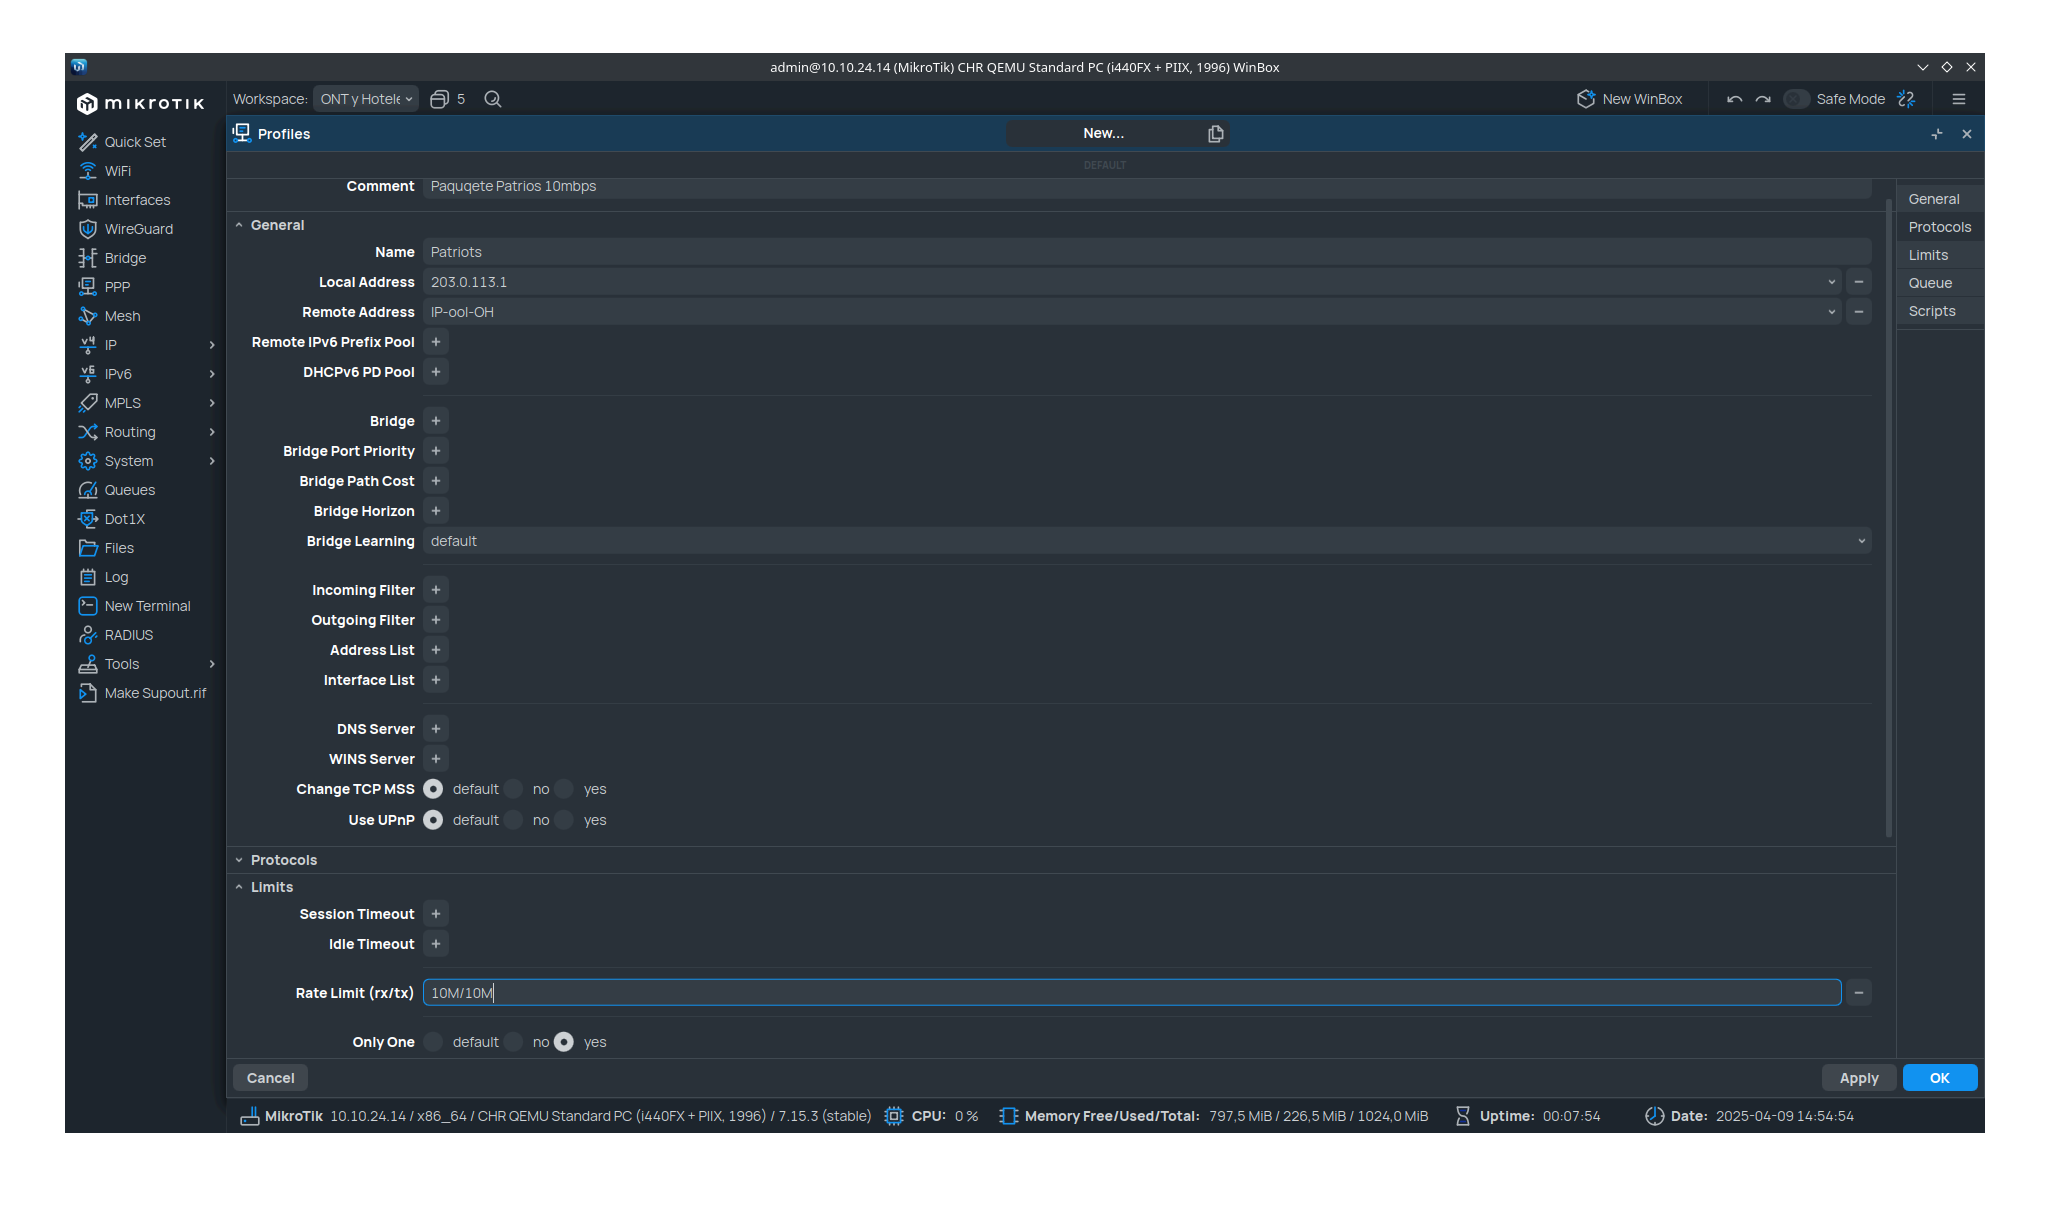 admin@10.10.24.14 (MikroTik) CHR QEMU Standard PC (i440FX + PIIX, 1996) WinBox
mikrotik
Workspace: ONT y Hotele 5
New WinBox
Safe Mode
Profiles
New...
DEFAULT
Quick Set
WiFi
Interfaces
WireGuard
Bridge
PPP
Mesh
IP
IPv6
MPLS
Routing
System
Queues
Dot1X
Files
Log
New Terminal
RADIUS
Tools
Make Supout.rif
Comment Paquqete Patrios 10mbps
General
Name Patriots
Local Address 203.0.113.1
Remote Address IP-ool-OH
Remote IPv6 Prefix Pool
DHCPv6 PD Pool
Bridge
Bridge Port Priority
Bridge Path Cost
Bridge Horizon
Bridge Learning default
Incoming Filter
Outgoing Filter
Address List
Interface List
DNS Server
WINS Server
Change TCP MSS default no yes
Use UPnP default no yes
Protocols
Limits
Session Timeout
Idle Timeout
Rate Limit (rx/tx) 10M/10M
Only One default no yes
General
Protocols
Limits
Queue
Scripts
Cancel
Apply
OK
MikroTik 10.10.24.14 / x86_64 / CHR QEMU Standard PC (i440FX + PIIX, 1996) / 7.15.3 (stable) CPU: 0 % Memory Free/Used/Total: 797,5 MiB / 226,5 MiB / 1024,0 MiB Uptime: 00:07:54 Date: 2025-04-09 14:54:54